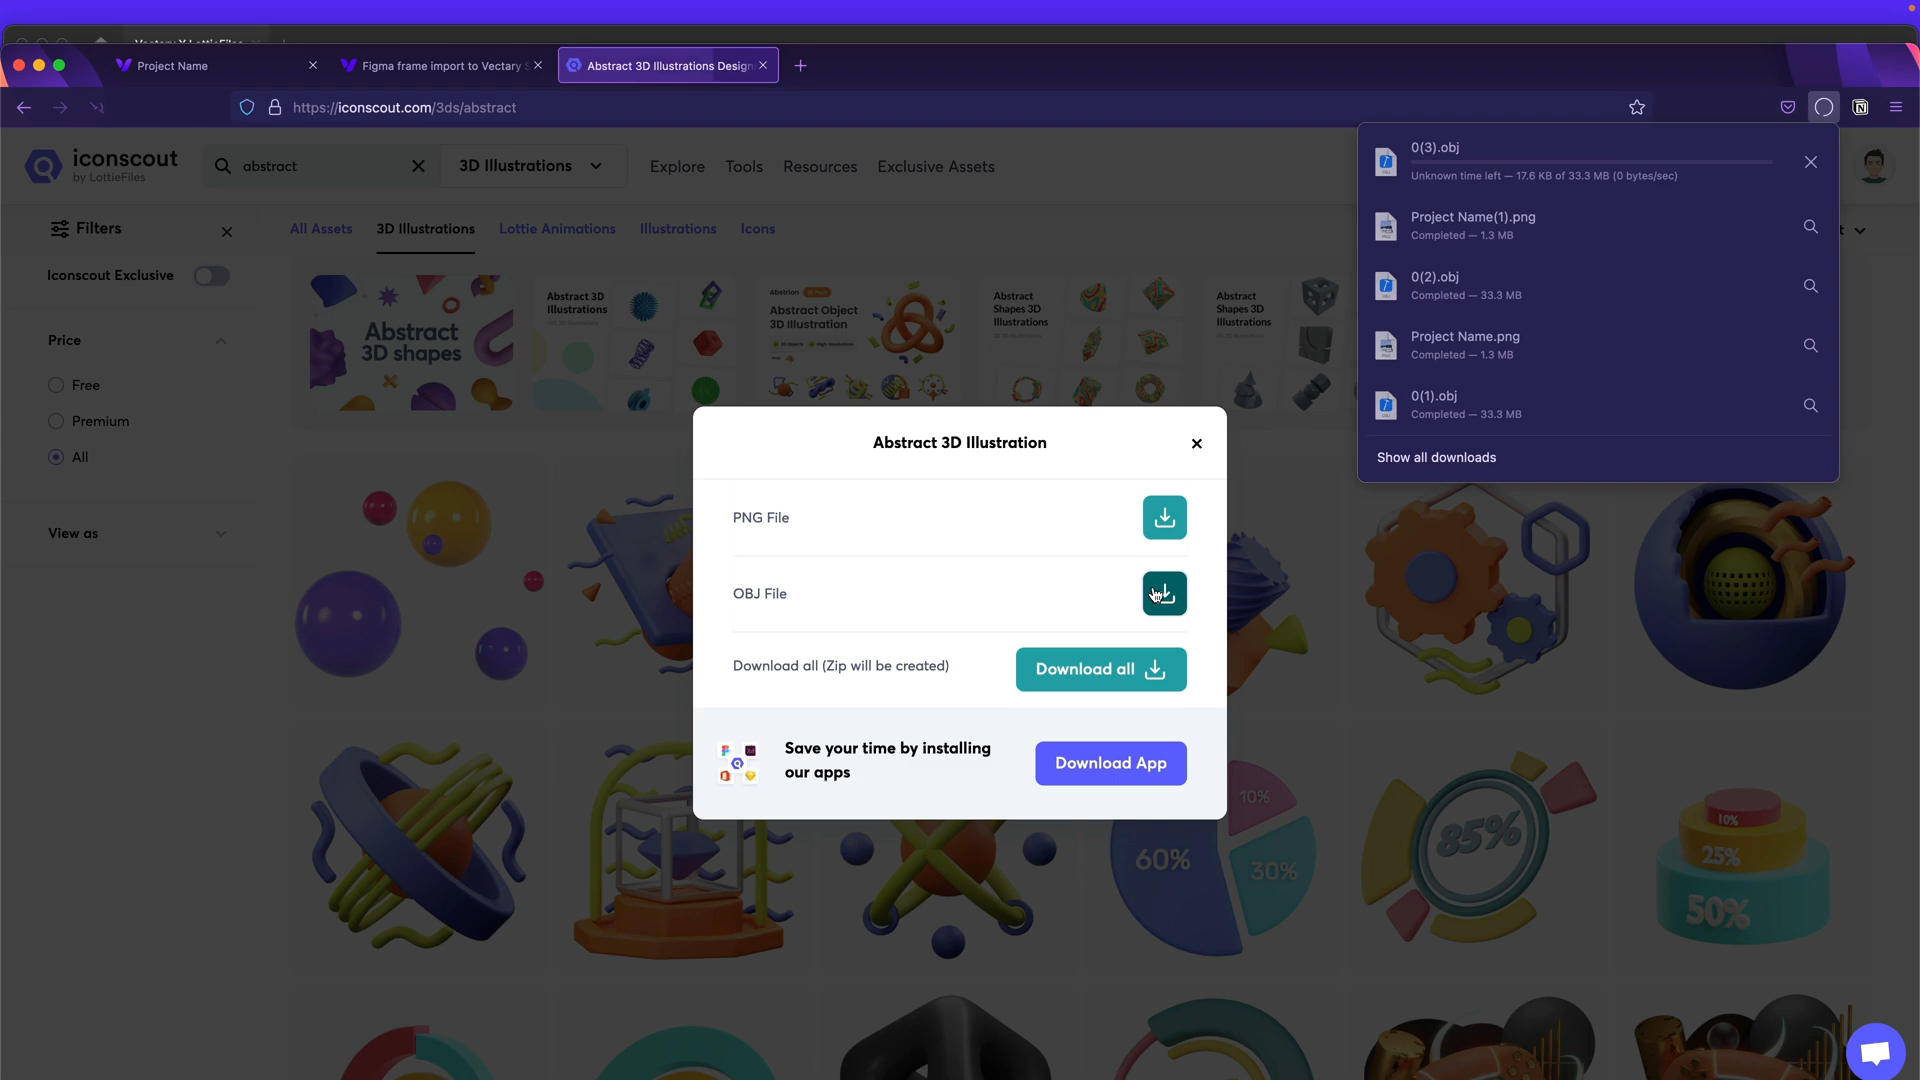 Project Name
Figma frame import to Vectary S
Abstract 3D Illustrations Design
https://iconscout.com/3ds/abstract
iconscout
by LottieFiles
abstract
3D Illustrations
Explore
Tools
Resources
Exclusive Assets
Filters
All Assets
3D Illustrations
Lottie Animations
Illustrations
Icons
Iconscout Exclusive
Price
Free
Premium
All
View as
Abstract
3D shapes
Abstract 3D
Illustrations
Abstrion
Abstract Object
3D Illustration
Abstract
Shapes 3D
Illustrations
Abstract
Shapes 3D
Illustrations
0(3).obj
Unknown time left — 17.6 KB of 33.3 MB (0 bytes/sec)
Project Name(1).png
Completed — 1.3 MB
0(2).obj
Completed — 33.3 MB
Project Name.png
Completed — 1.3 MB
0(1).obj
Completed — 33.3 MB
Show all downloads
Abstract 3D Illustration
PNG File
OBJ File
Download all (Zip will be created)
Download all
Save your time by installing
our apps
Download App
10%
60%
30%
85%
10%
25%
50%